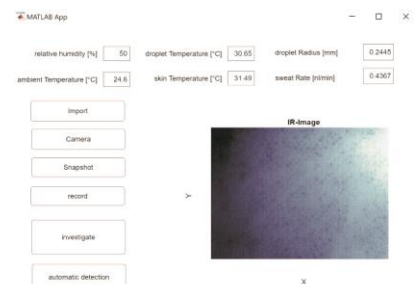 MATLAB App
relative humidity [%] 50 droplet Temperature [°C] 30.65 droplet Radius [mm] 0.2445
ambient Temperature [°C] 24.6 skin Temperature [°C] 31.49 sweat Rate [nl/min] 0.4367
Import
Camera
Snapshot
record
investigate
automatic detection
IR-Image
Y
X